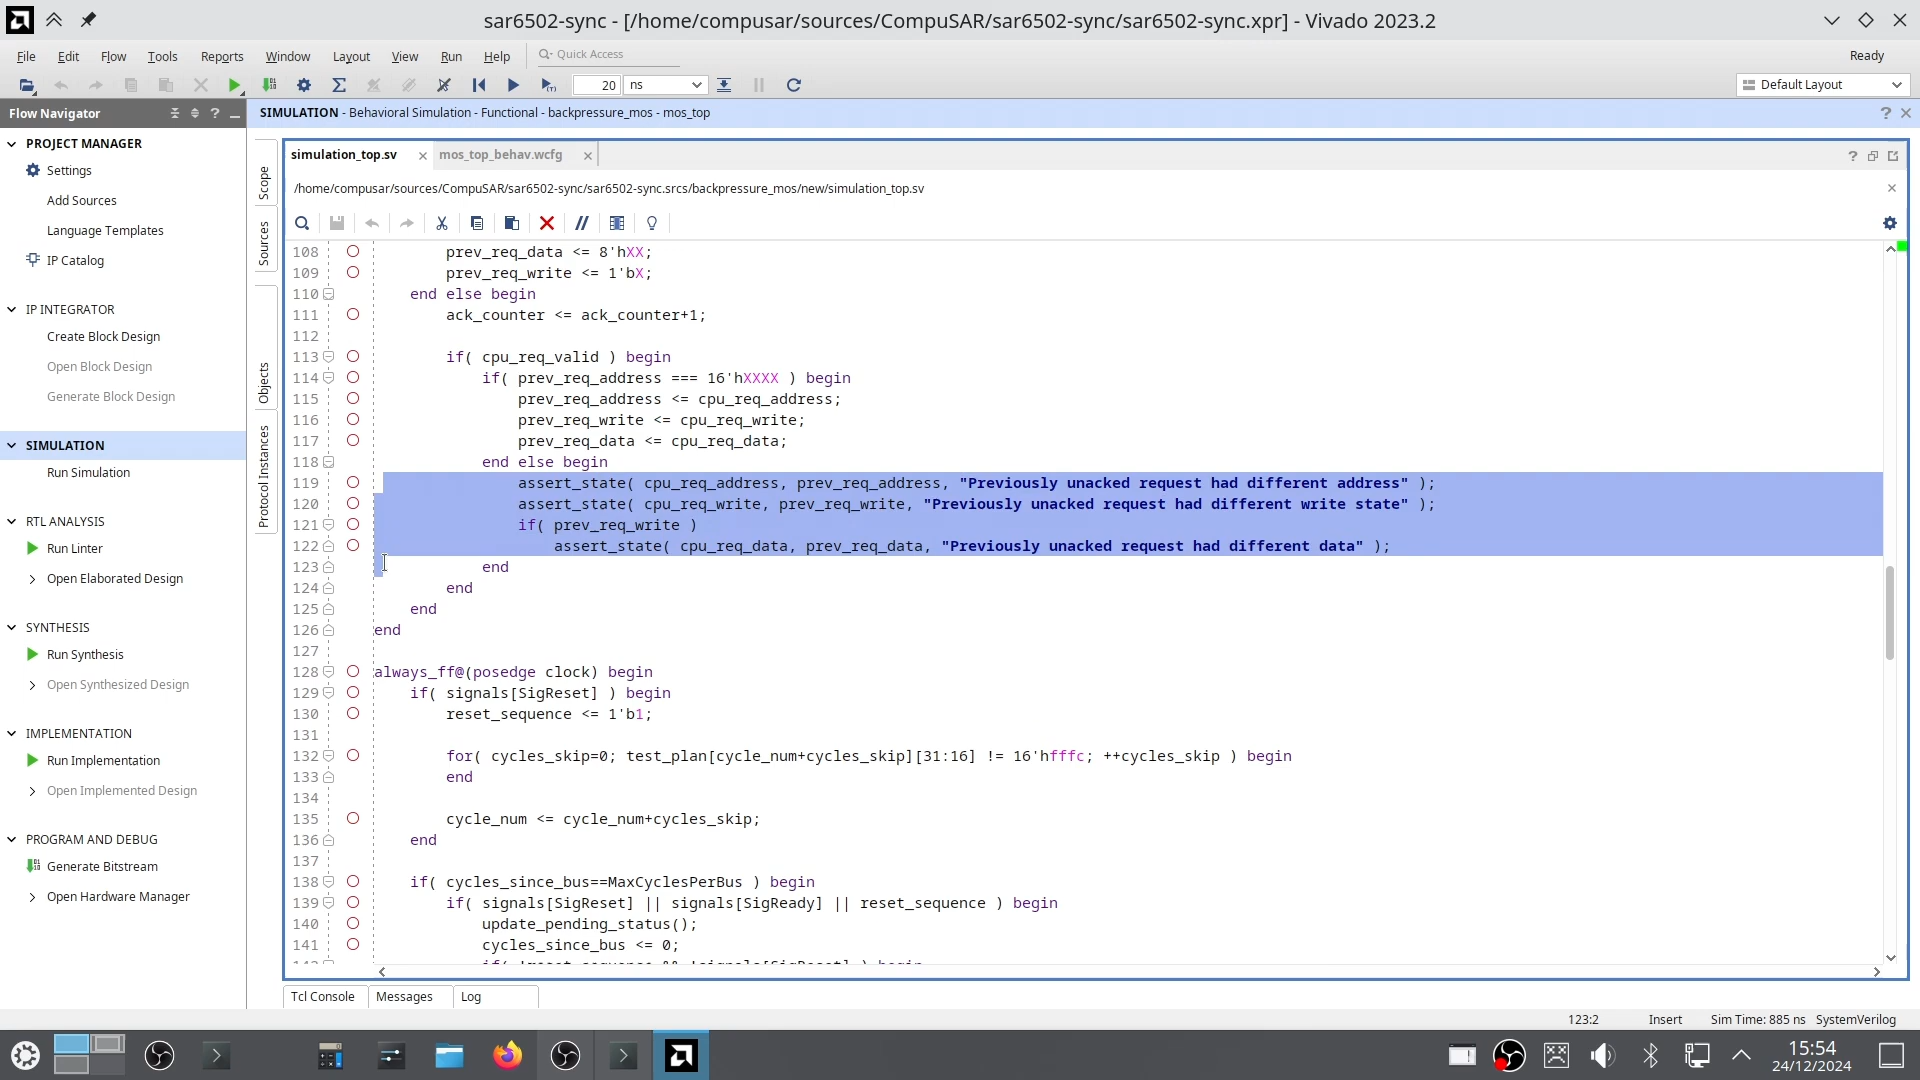 sar6502-sync - [/home/compusar/sources/CompuSAR/sar6502-sync/sar6502-sync.xpr] - Vivado 2023.2
File Edit Flow Tools Reports Window Layout View Run Help Quick Access Ready
20 ns Default Layout
Flow Navigator
SIMULATION - Behavioral Simulation - Functional - backpressure_mos - mos_top
PROJECT MANAGER
Settings
Add Sources
Language Templates
IP Catalog
IP INTEGRATOR
Create Block Design
Open Block Design
Generate Block Design
SIMULATION
Run Simulation
RTL ANALYSIS
Run Linter
Open Elaborated Design
SYNTHESIS
Run Synthesis
Open Synthesized Design
IMPLEMENTATION
Run Implementation
Open Implemented Design
PROGRAM AND DEBUG
Generate Bitstream
Open Hardware Manager
Scope
Sources
Objects
Protocol Instances
simulation_top.sv mos_top_behav.wcfg
/home/compusar/sources/CompuSAR/sar6502-sync/sar6502-sync.srcs/backpressure_mos/new/simulation_top.sv
108 prev_req_data <= 8'hXX;
109 prev_req_write <= 1'bX;
110 end else begin
111 ack_counter <= ack_counter+1;
112
113 if( cpu_req_valid ) begin
114 if( prev_req_address === 16'hXXXX ) begin
115 prev_req_address <= cpu_req_address;
116 prev_req_write <= cpu_req_write;
117 prev_req_data <= cpu_req_data;
118 end else begin
119 assert_state( cpu_req_address, prev_req_address, "Previously unacked request had different address" );
120 assert_state( cpu_req_write, prev_req_write, "Previously unacked request had different write state" );
121 if( prev_req_write )
122 assert_state( cpu_req_data, prev_req_data, "Previously unacked request had different data" );
123 end
124 end
125 end
126 end
127
128 always_ff@(posedge clock) begin
129 if( signals[SigReset] ) begin
130 reset_sequence <= 1'b1;
131
132 for( cycles_skip=0; test_plan[cycle_num+cycles_skip][31:16] != 16'hfffc; ++cycles_skip ) begin
133 end
134
135 cycle_num <= cycle_num+cycles_skip;
136 end
137
138 if( cycles_since_bus==MaxCyclesPerBus ) begin
139 if( signals[SigReset] || signals[SigReady] || reset_sequence ) begin
140 update_pending_status();
141 cycles_since_bus <= 0;
Tcl Console Messages Log
123:2 Insert Sim Time: 885 ns SystemVerilog
15:54
24/12/2024